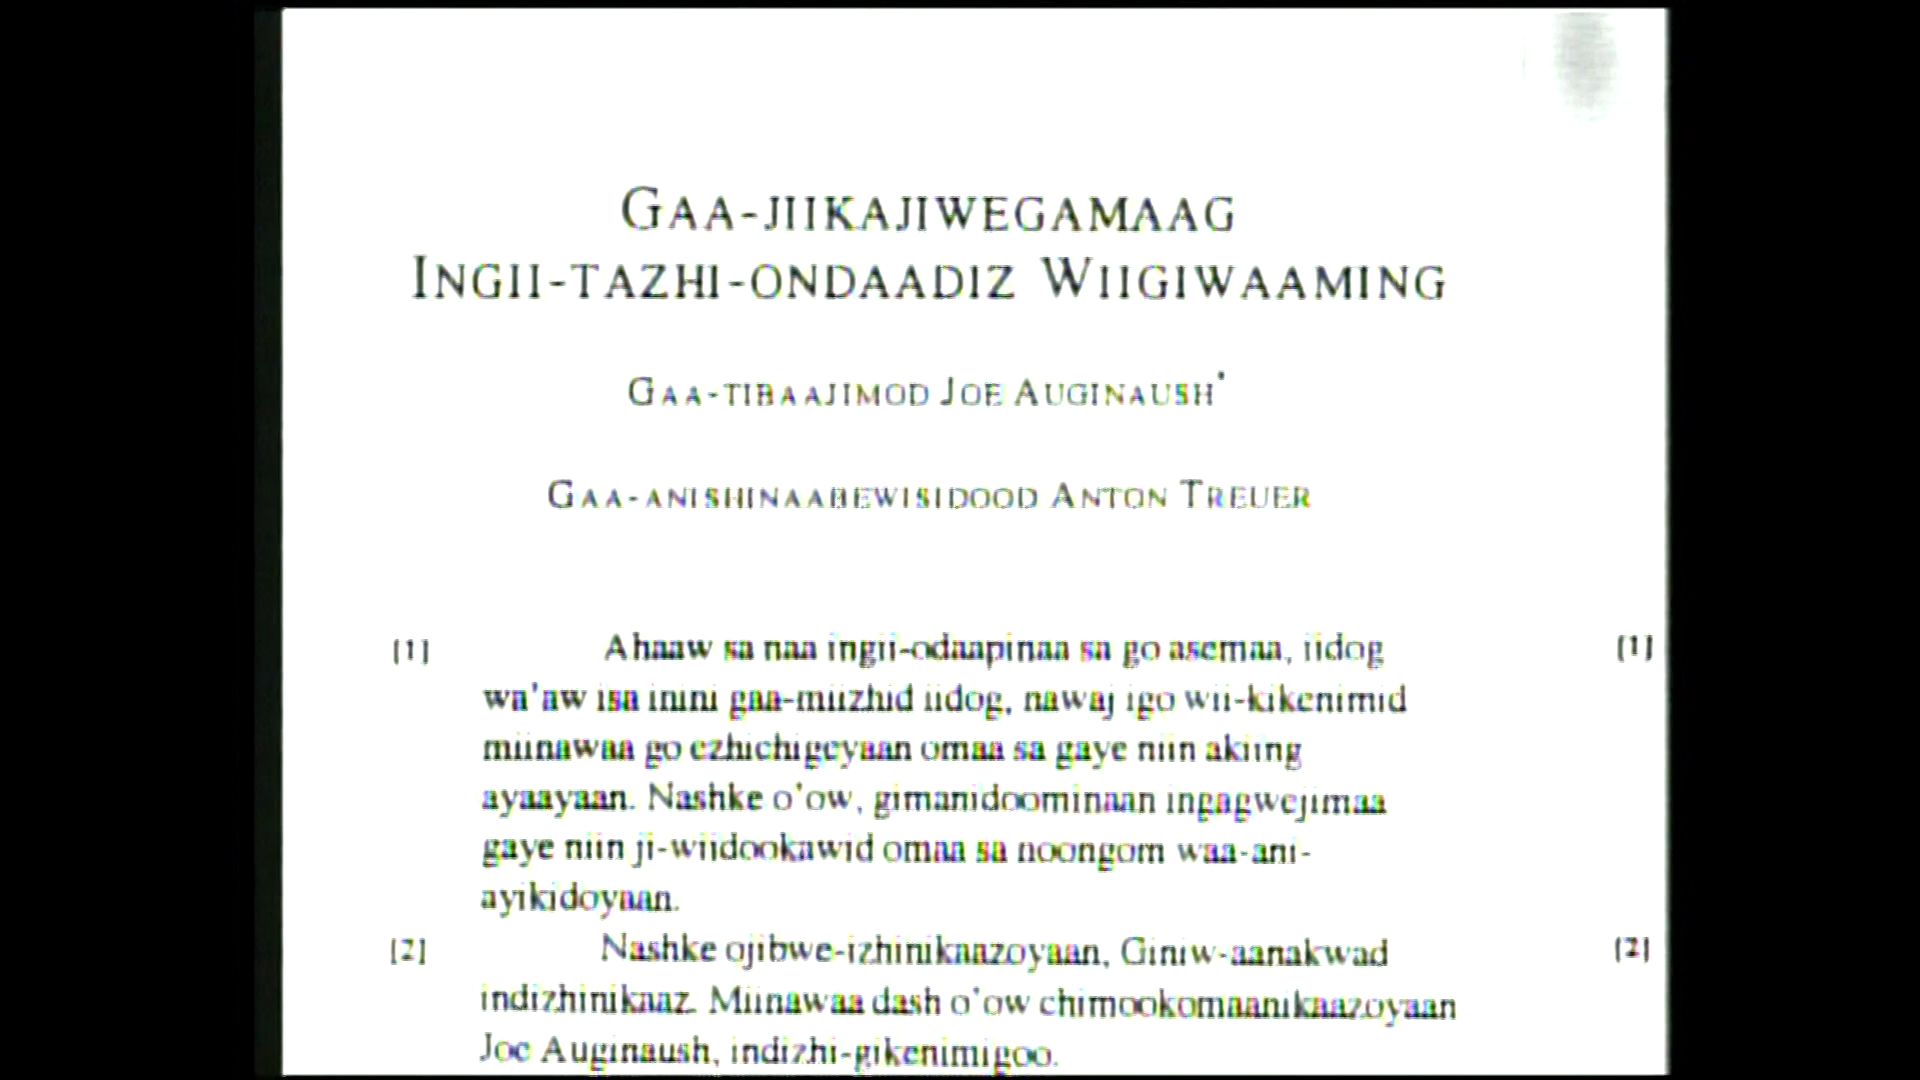 GAA-JIIKAJIWEGAMAAG
INGII-TAZHI-ONDAADIZ WIIGIWAAMING
GAA-TIBAAJIMOD JOE AUGINAUSH*
GAA-ANISHINAABEWISIDOOD ANTON TREUER
[1] Ahaaw sa naa ingii-odaapinaa sa go asemaa, iidog [1]
wa'aw isa inini gaa-miizhid iidog, nawaj igo wii-kikenimid
miinawaa go ezhichigeyaan omaa sa gaye niin akiing
ayaayaan. Nashke o'ow, gimanidoominaan ingagwejimaa
gaye niin ji-wiidookawid omaa sa noongom waa-ani-
ayikidoyaan.
[2] Nashke ojibwe-izhinikaazoyaan, Giniw-aanakwad [2]
indizhinikaaz. Miinawaa dash o'ow chimookomaanikaazoyaan
Joe Auginaush, indizhi-gikenimigoo.